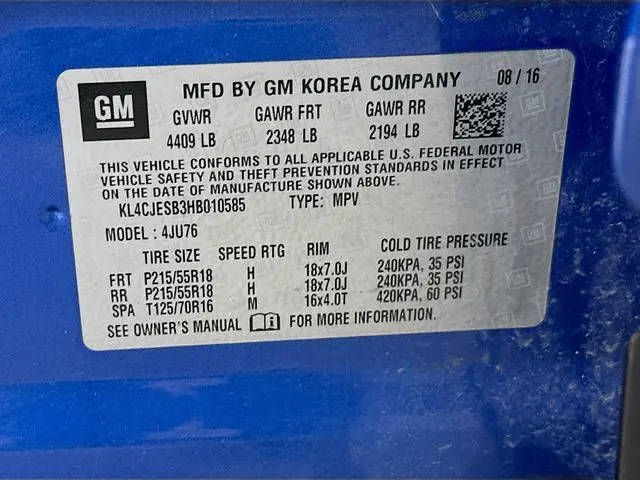 GM
MFD BY GM KOREA COMPANY 08 / 16
GVWR GAWR FRT GAWR RR
4409 LB 2348 LB 2194 LB
THIS VEHICLE CONFORMS TO ALL APPLICABLE U.S. FEDERAL MOTOR
VEHICLE SAFETY AND THEFT PREVENTION STANDARDS IN EFFECT
ON THE DATE OF MANUFACTURE SHOWN ABOVE.
KL4CJESB3HB010585 TYPE: MPV
MODEL : 4JU76
TIRE SIZE SPEED RTG RIM COLD TIRE PRESSURE
FRT P215/55R18 H 18x7.0J 240KPA, 35 PSI
RR P215/55R18 H 18x7.0J 240KPA, 35 PSI
SPA T125/70R16 M 16x4.0T 420KPA, 60 PSI
SEE OWNER'S MANUAL FOR MORE INFORMATION.